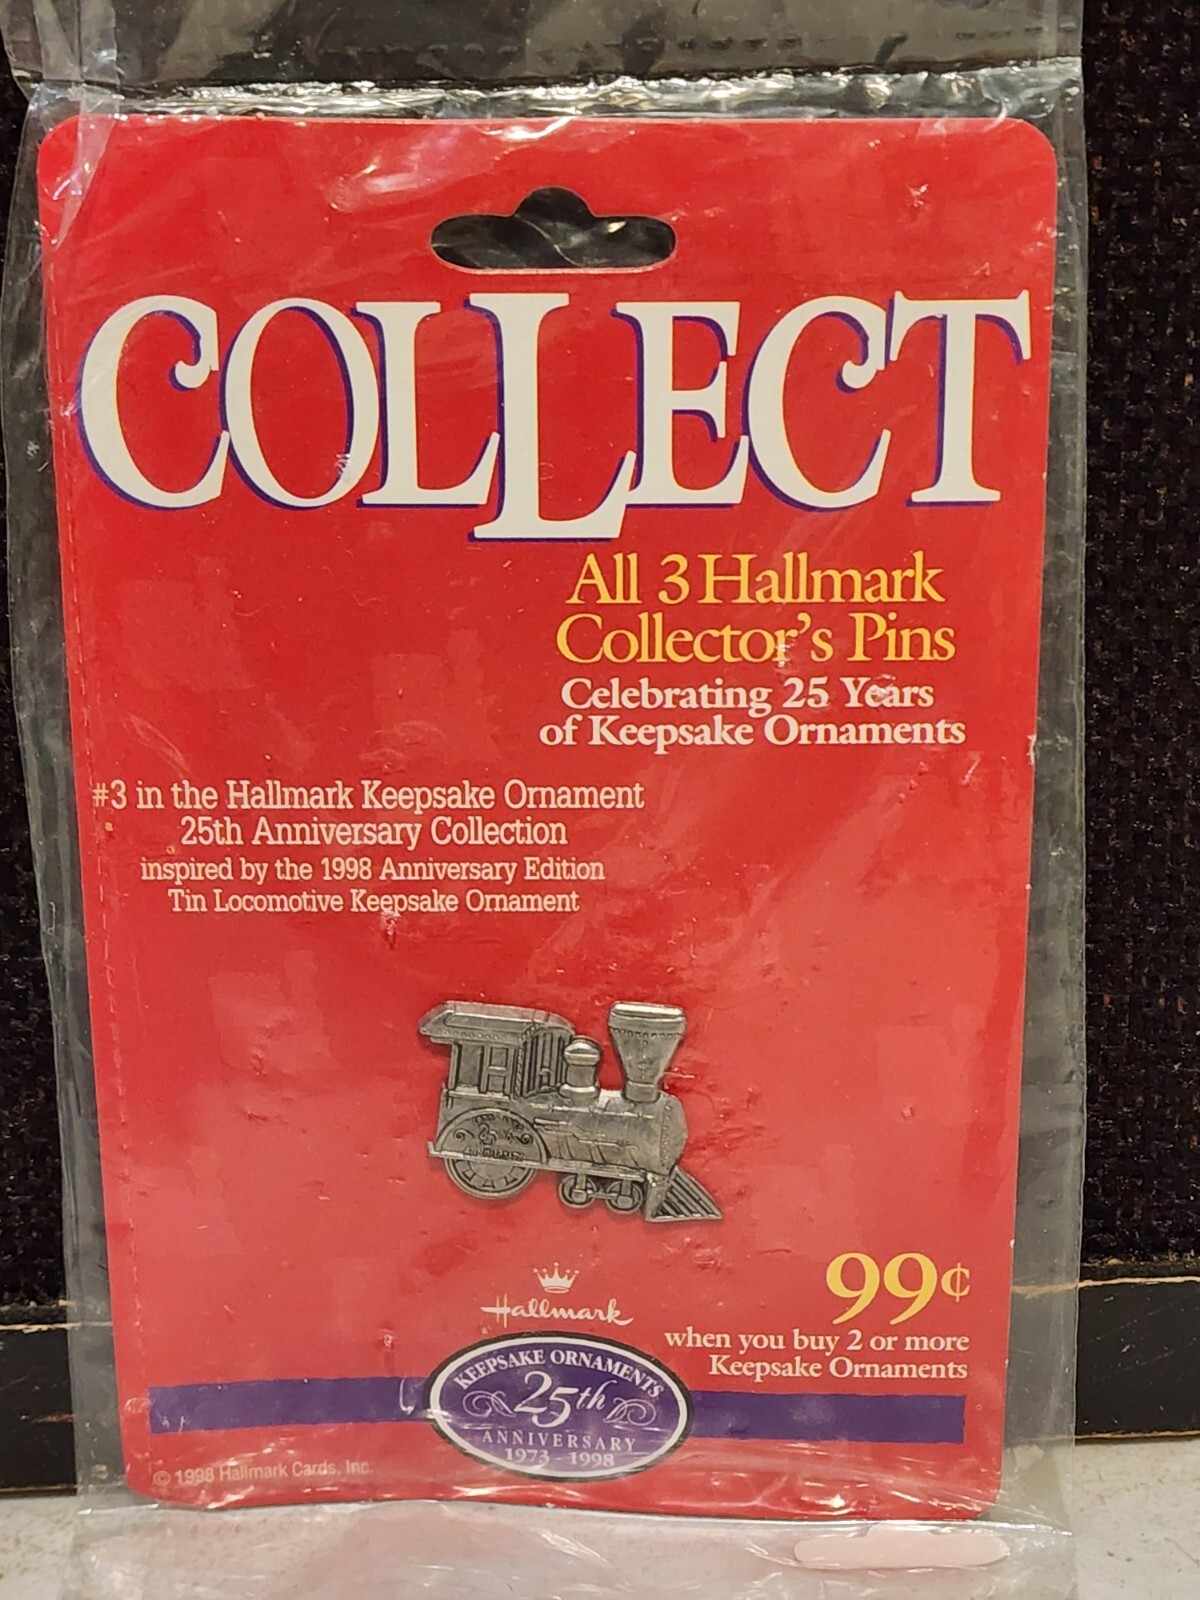 COLLECT
All 3 Hallmark
Collector's Pins
Celebrating 25 Years
of Keepsake Ornaments
#3 in the Hallmark Keepsake Ornament
25th Anniversary Collection
inspired by the 1998 Anniversary Edition
Tin Locomotive Keepsake Ornament
99¢
when you buy 2 or more
Keepsake Ornaments
Hallmark
KEEPSAKE ORNAMENTS
25th
ANNIVERSARY
1973 - 1998
© 1998 Hallmark Cards, Inc.